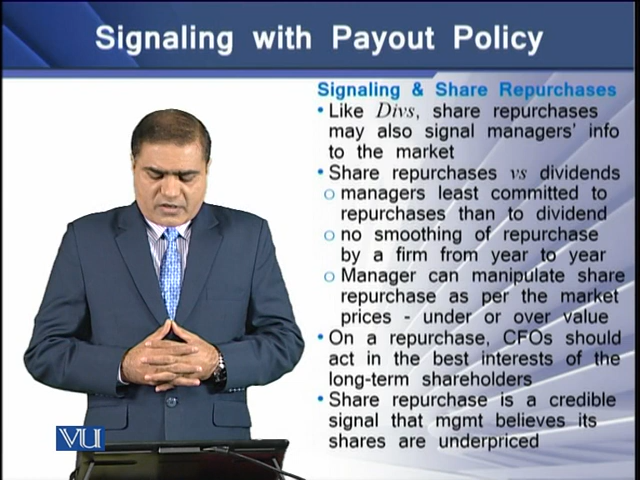 Signaling with Payout Policy
Signaling & Share Repurchases
• Like Divs, share repurchases
may also signal managers' info
to the market
• Share repurchases vs dividends
o managers least committed to
repurchases than to dividend
o no smoothing of repurchase
by a firm from year to year
o Manager can manipulate share
repurchase as per the market
prices - under or over value
• On a repurchase, CFOs should
act in the best interests of the
long-term shareholders
• Share repurchase is a credible
signal that mgmt believes its
shares are underpriced
VU